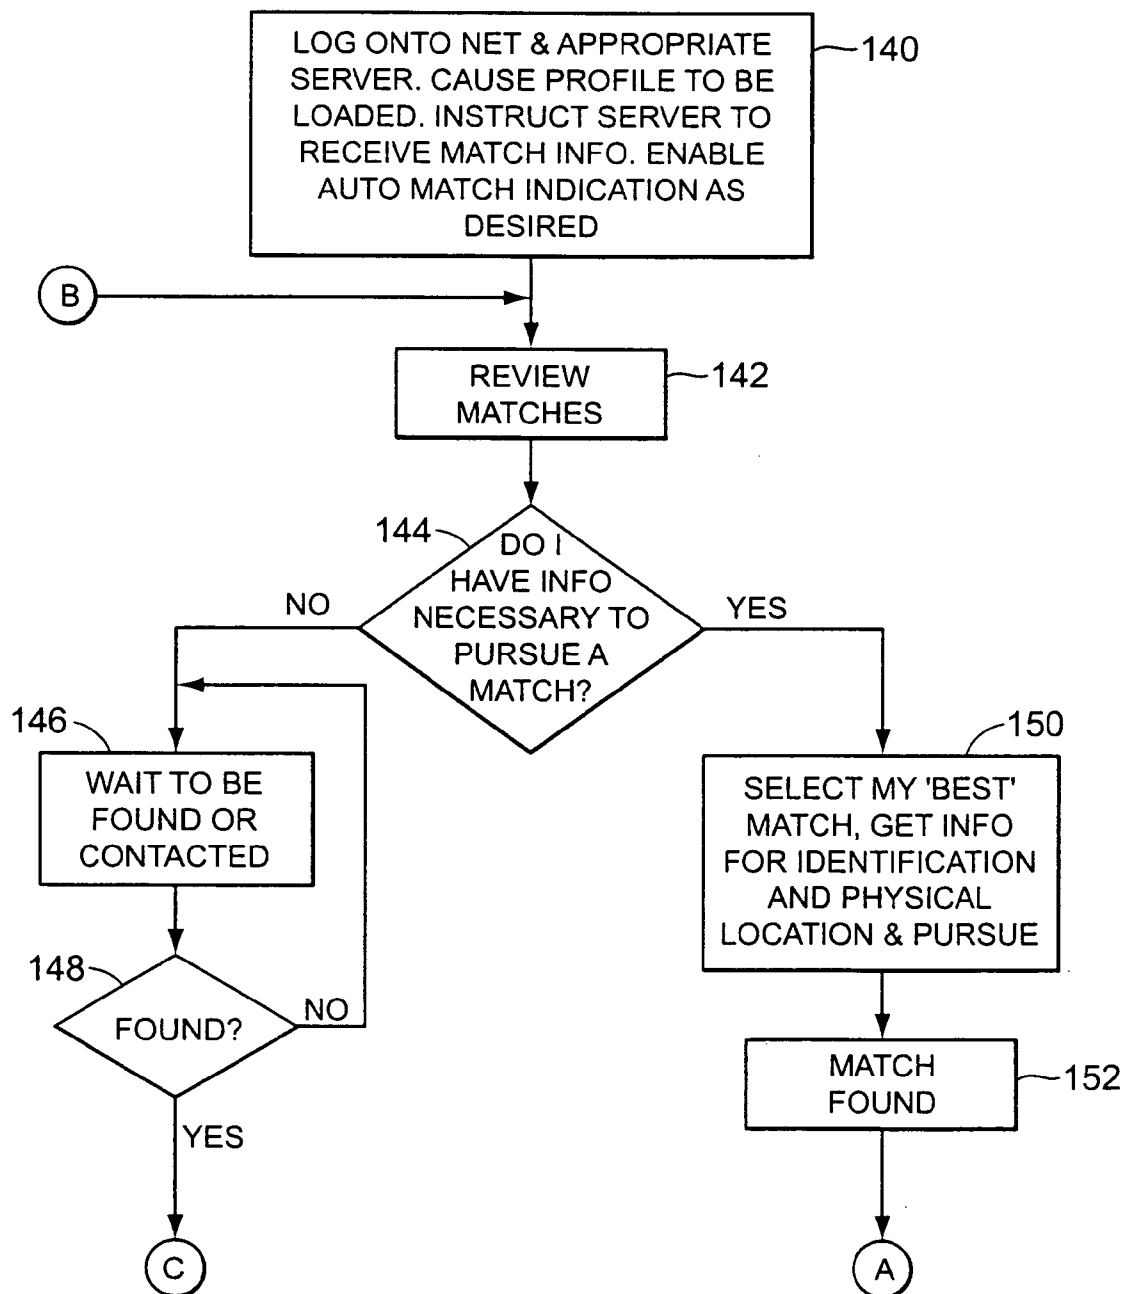 LOG ONTO NET & APPROPRIATE
SERVER. CAUSE PROFILE TO BE
LOADED. INSTRUCT SERVER TO
RECEIVE MATCH INFO. ENABLE
AUTO MATCH INDICATION AS
DESIRED
140
B
REVIEW
MATCHES
142
144
DO I
HAVE INFO
NECESSARY TO
PURSUE A
MATCH?
NO
YES
146
WAIT TO BE
FOUND OR
CONTACTED
150
SELECT MY 'BEST'
MATCH, GET INFO
FOR IDENTIFICATION
AND PHYSICAL
LOCATION & PURSUE
148
FOUND?
NO
YES
MATCH
FOUND
152
C
A